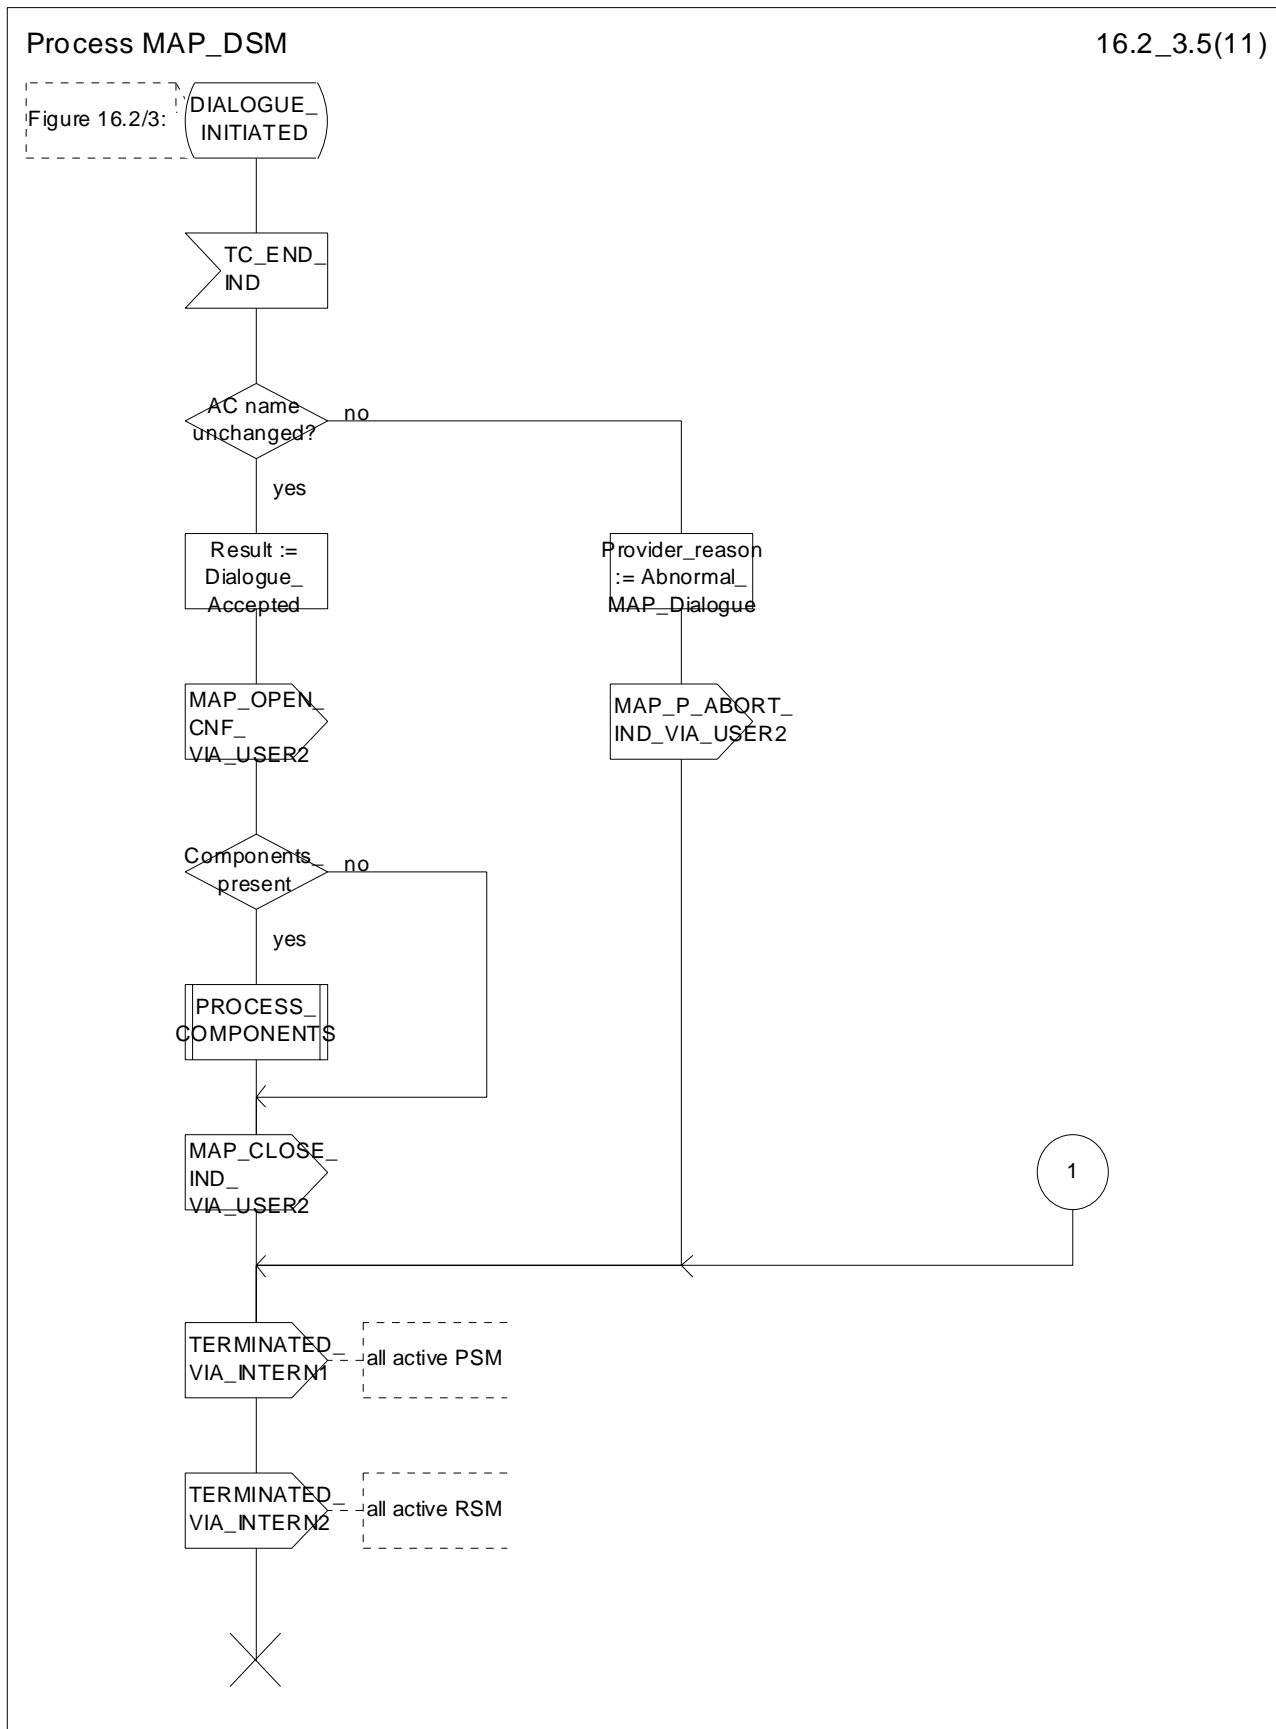 Process MAP_DSM
16.2_3.5(11)
Figure 16.2/3:
DIALOGUE_
INITIATED
TC_END_
IND
AC name
unchanged?
no
yes
Result :=
Dialogue_
Accepted
Provider_reason
:= Abnormal_
MAP_Dialogue
MAP_OPEN_
CNF_
VIA_USER2
MAP_P_ABORT_
IND_VIA_USER2
Components_
present
no
yes
PROCESS_
COMPONENTS
MAP_CLOSE_
IND_
VIA_USER2
1
TERMINATED_
VIA_INTERN1
all active PSM
TERMINATED_
VIA_INTERN2
all active RSM